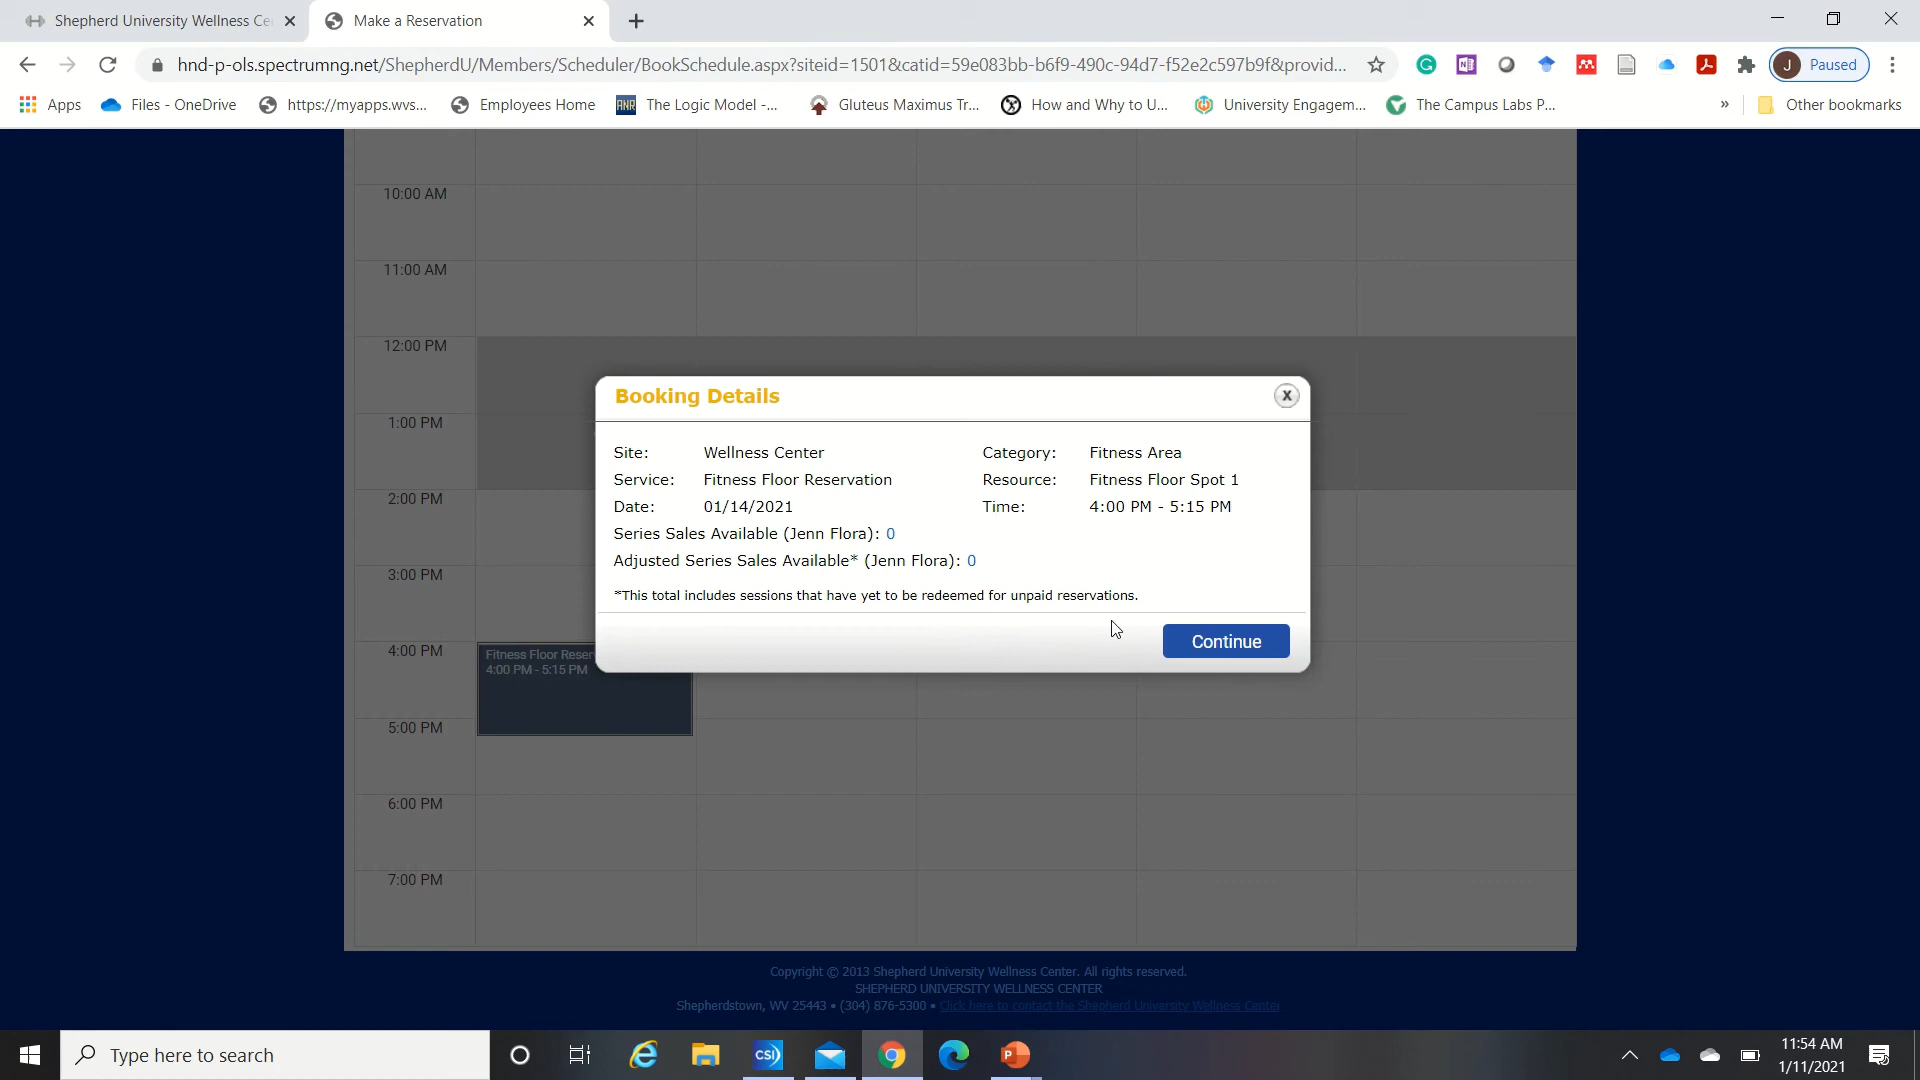 Shepherd University Wellness Ce
Make a Reservation
hnd-p-ols.spectrumng.net/ShepherdU/Members/Scheduler/BookSchedule.aspx?siteid=1501&catid=59e083bb-b6f9-490c-94d7-f52e2c597b9f&provid...
J Paused
Apps Files - OneDrive https://myapps.wvs... Employees Home ANR The Logic Model -... Gluteus Maximus Tr... How and Why to U... University Engagem... The Campus Labs P... » Other bookmarks
10:00 AM
11:00 AM
12:00 PM
1:00 PM
2:00 PM
3:00 PM
4:00 PM
5:00 PM
6:00 PM
7:00 PM
Fitness Floor Reser
4:00 PM - 5:15 PM
Booking Details
X
Site: Wellness Center Category: Fitness Area
Service: Fitness Floor Reservation Resource: Fitness Floor Spot 1
Date: 01/14/2021 Time: 4:00 PM - 5:15 PM
Series Sales Available (Jenn Flora): 0
Adjusted Series Sales Available* (Jenn Flora): 0
*This total includes sessions that have yet to be redeemed for unpaid reservations.
Continue
Copyright © 2013 Shepherd University Wellness Center. All rights reserved.
SHEPHERD UNIVERSITY WELLNESS CENTER
Shepherdstown, WV 25443 • (304) 876-5300 • Click here to contact the Shepherd University Wellness Center
Type here to search
CSI
11:54 AM
1/11/2021